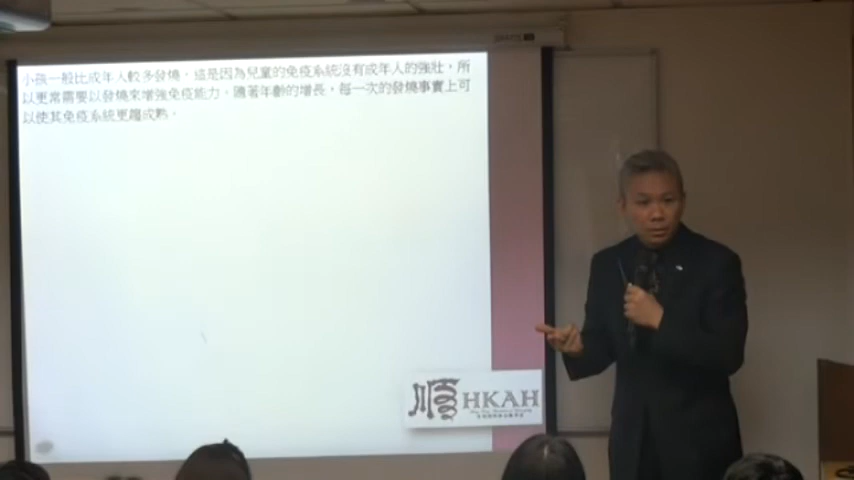 小孩一般比成年人較多發燒，這是因為兒童的免疫系統沒有成年人的強壯，所
以更常需要以發燒來增強免疫能力。隨著年齡的增長，每一次的發燒事實上可
以使其免疫系統更趨成熟。
順 HKAH